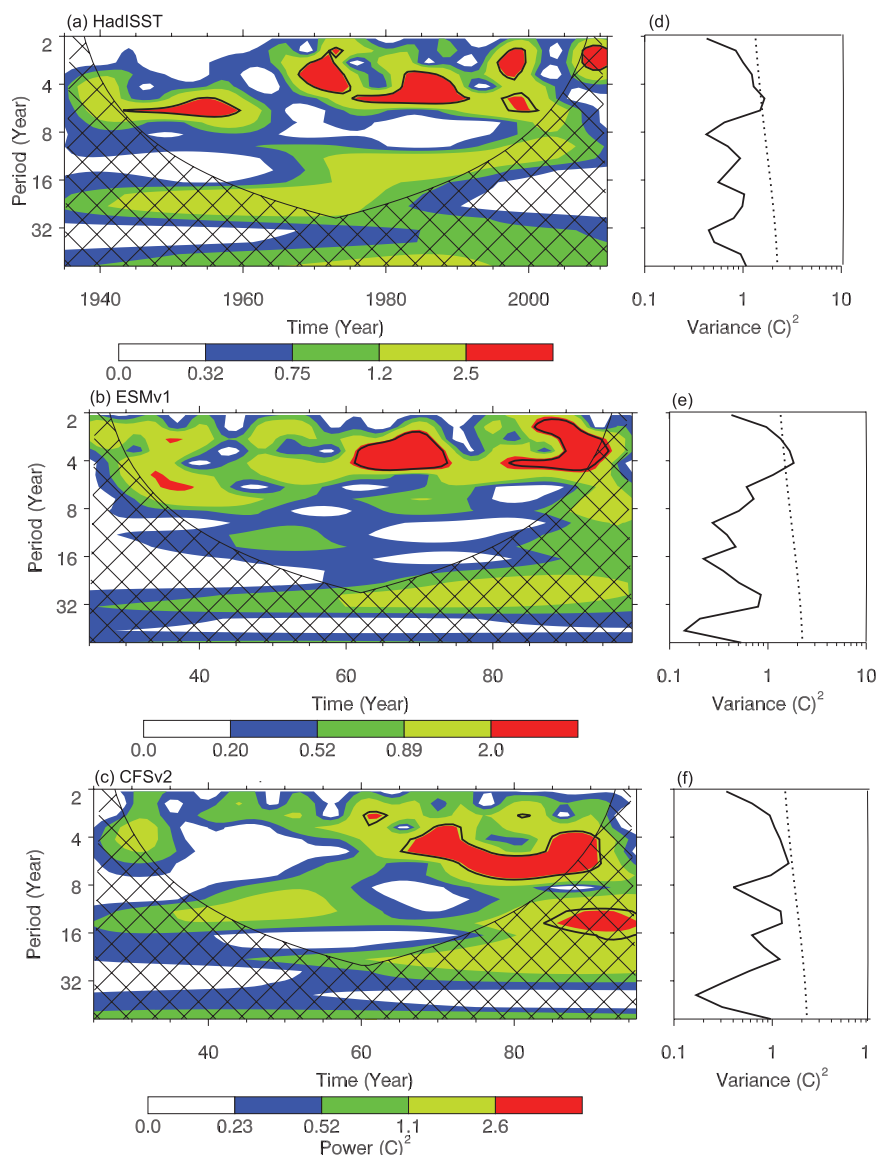 (a) HadISST
(d)
2
4
8
16
32
Period (Year)
1940 1960 1980 2000
Time (Year)
0.1 1 10
Variance (C)2
0.0 0.32 0.75 1.2 2.5
(b) ESMv1
(e)
2
4
8
16
32
Period (Year)
40 60 80
Time (Year)
0.1 1 10
Variance (C)2
0.0 0.20 0.52 0.89 2.0
(c) CFSv2
(f)
2
4
8
16
32
Period (Year)
40 60 80
Time (Year)
0.1 1 1
Variance (C)2
0.0 0.23 0.52 1.1 2.6
Power (C)2